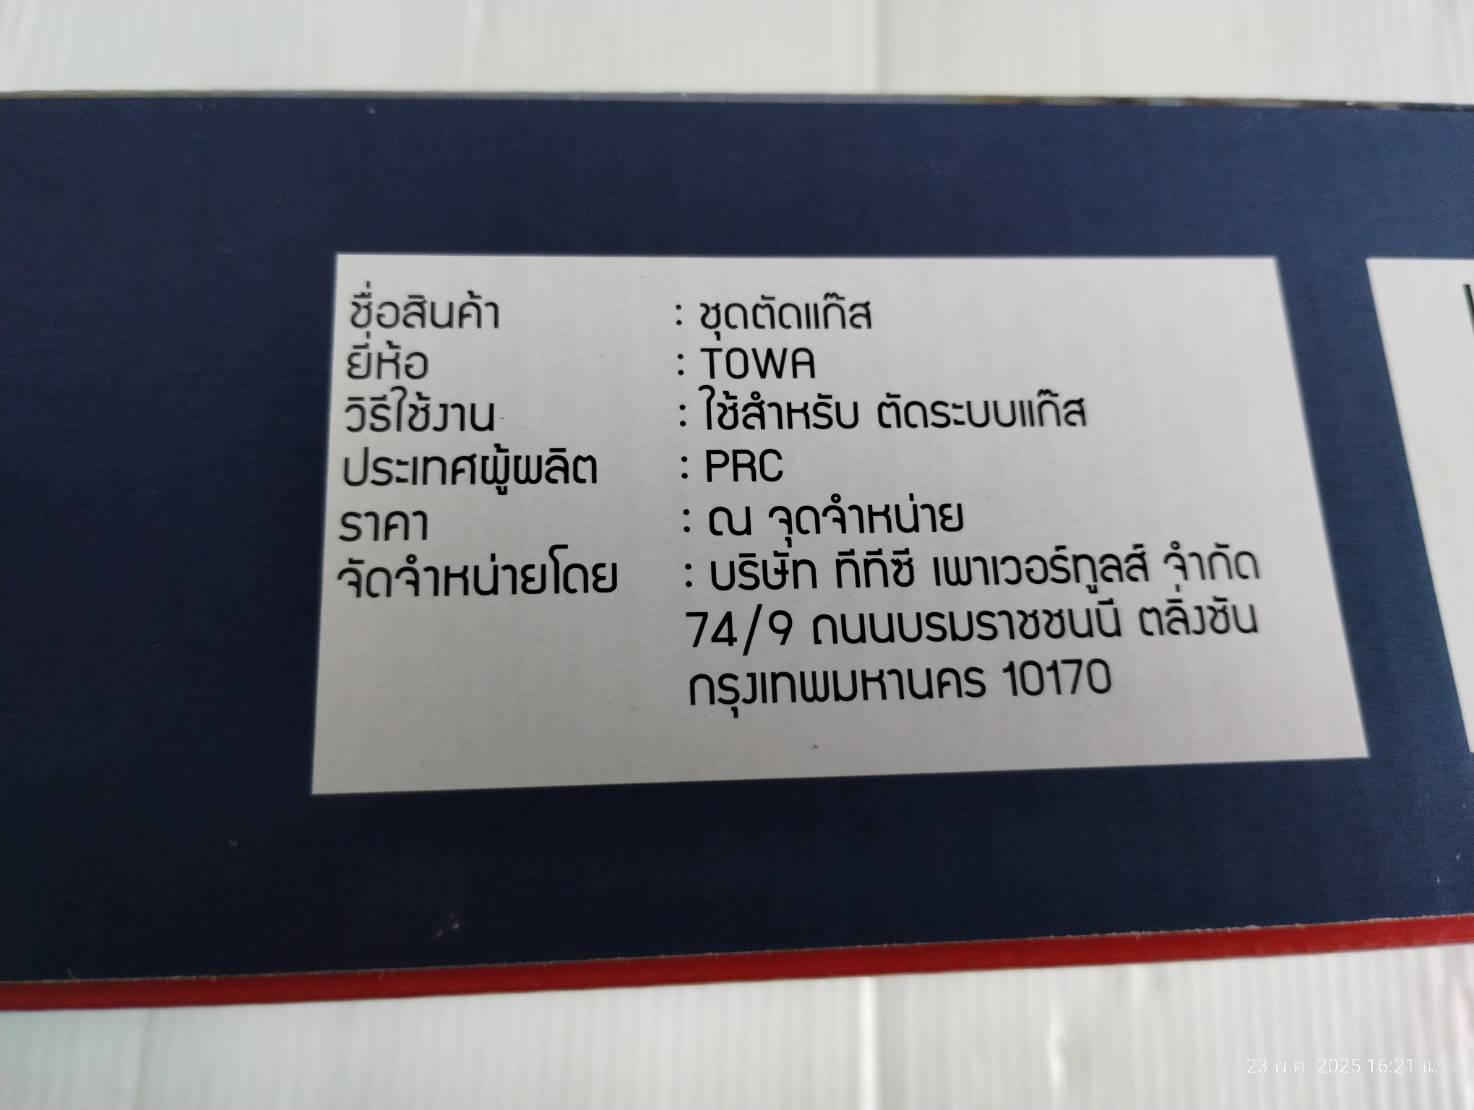 ชื่อสินค้า : ชุดตัดแก๊ส
ยี่ห้อ : TOWA
วิธีใช้งาน : ใช้สำหรับ ตัดระบบแก๊ส
ประเทศผู้ผลิต : PRC
ราคา : ณ จุดจำหน่าย
จัดจำหน่ายโดย : บริษัท ทีทีซี เพาเวอร์ทูลส์ จำกัด
74/9 ถนนบรมราชชนนี ตลิ่งชัน
กรุงเทพมหานคร 10170
23 พ.ค. 2025 16:21 น.